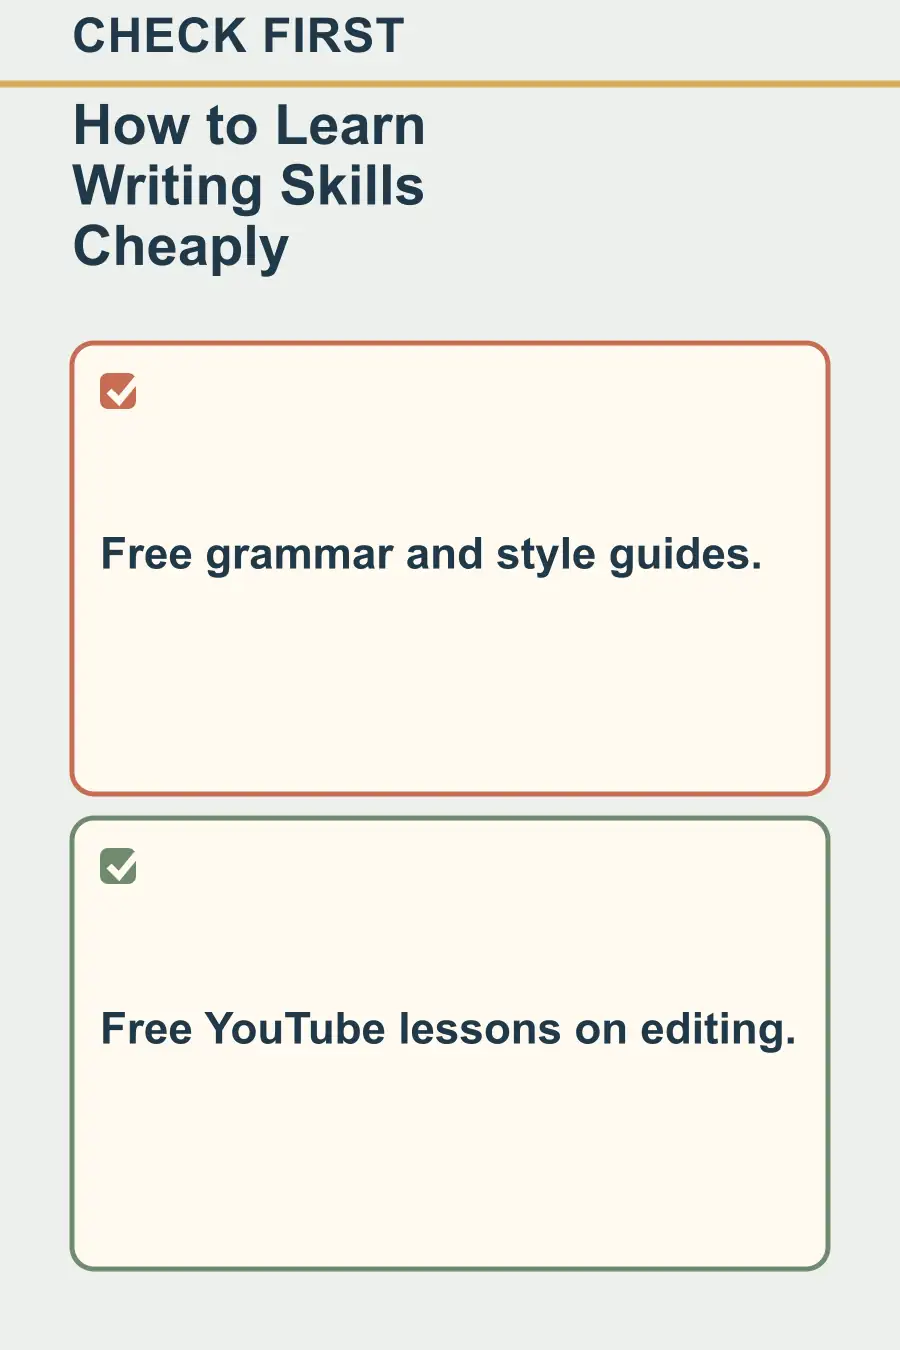 CHECK FIRST
How to Learn
Writing Skills
Cheaply
Free grammar and style guides.
Free YouTube lessons on editing.